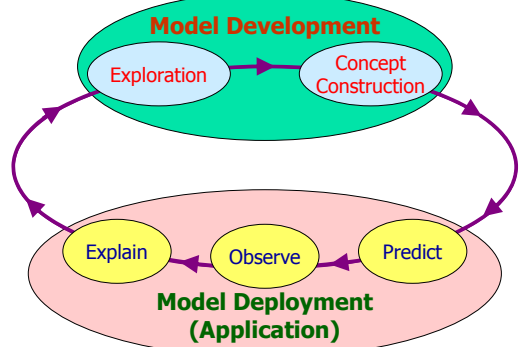 Model Development
Exploration
Concept
Construction
Explain
Observe
Predict
Model Deployment
(Application)